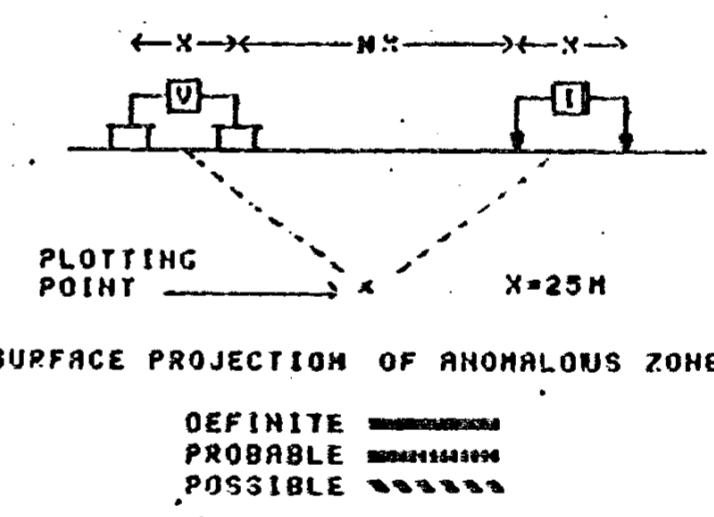 X NX X
V I
PLOTTING
POINT x X=25M
SURFACE PROJECTION OF ANOMALOUS ZONE
DEFINITE
PROBABLE
POSSIBLE